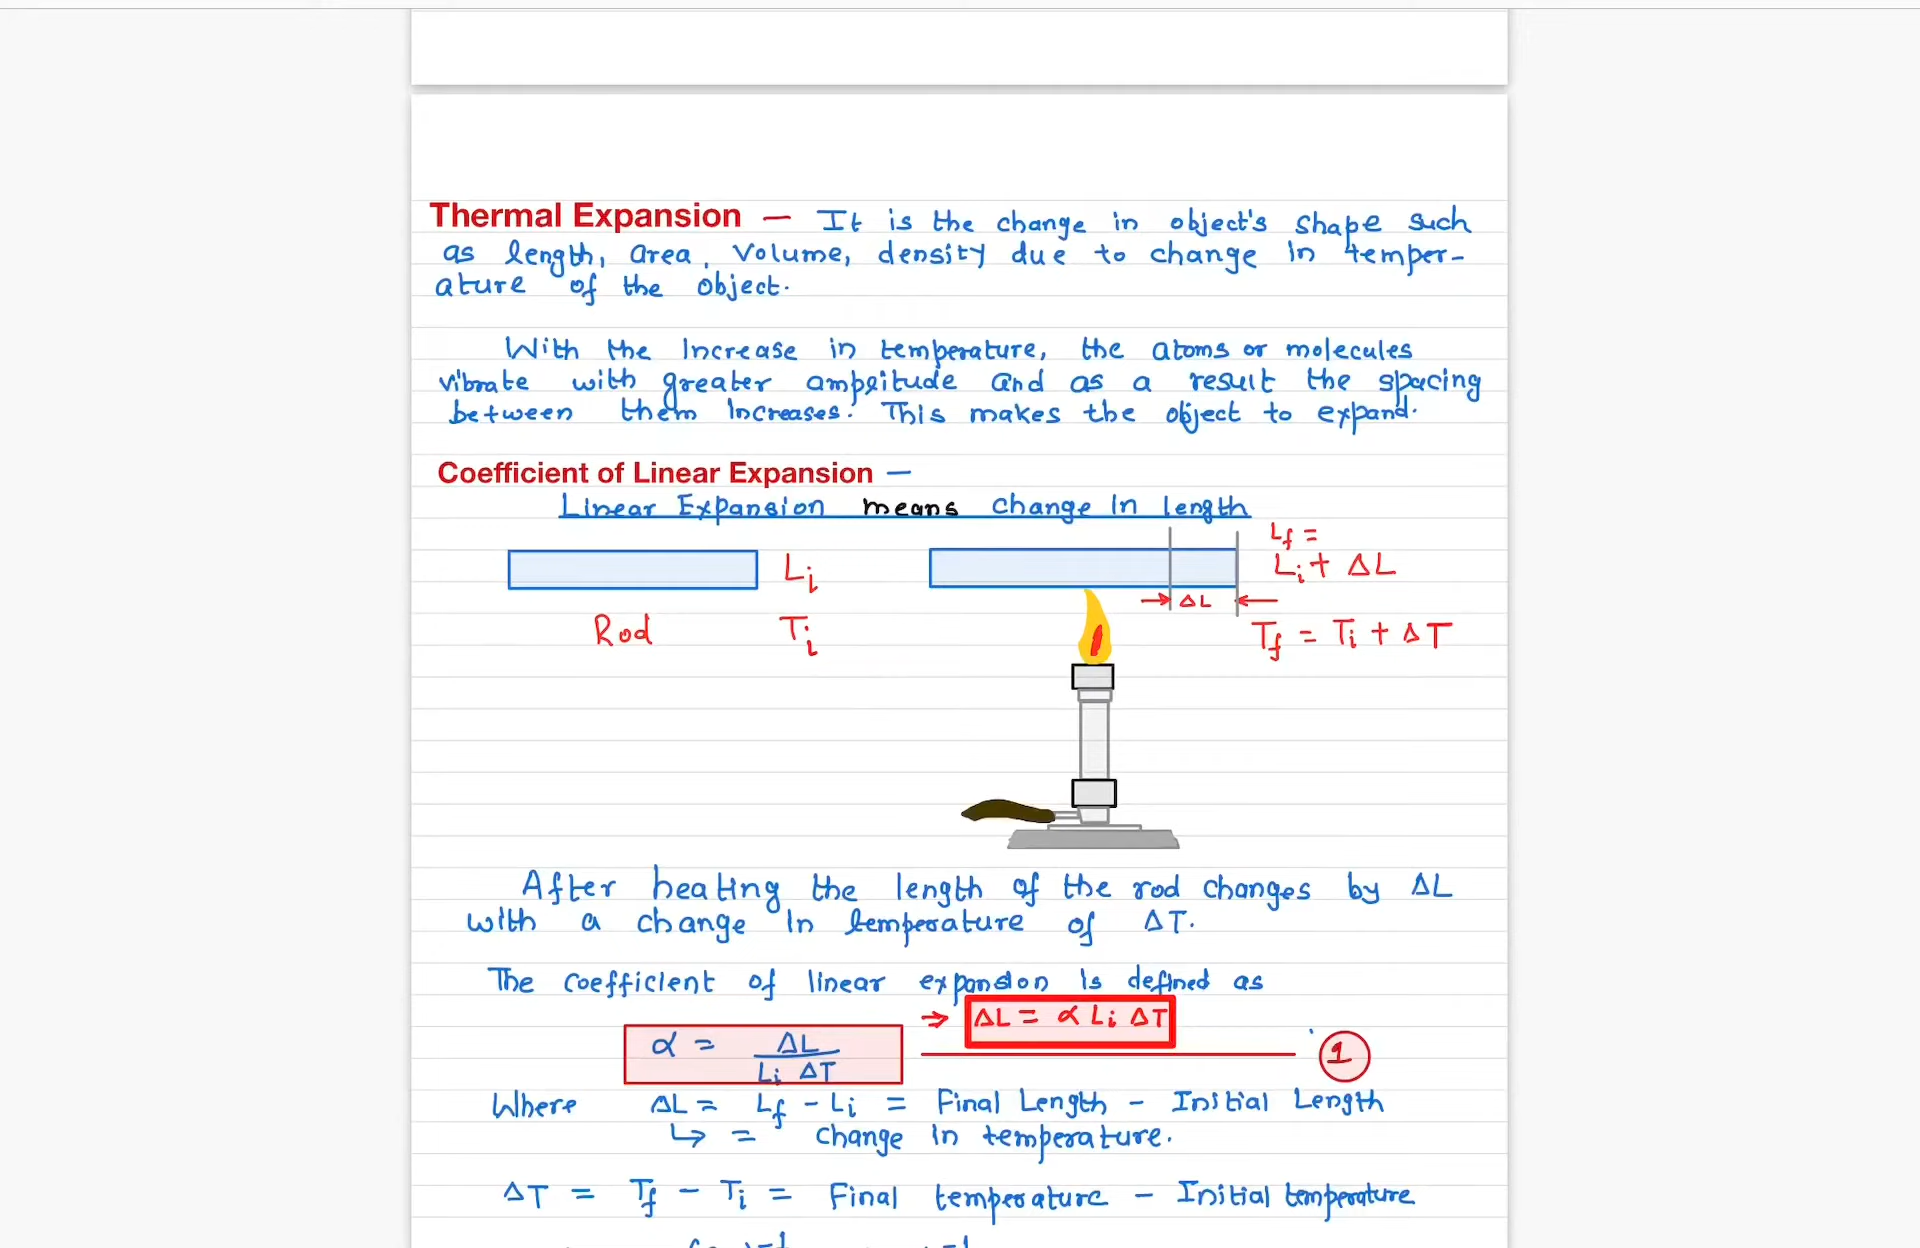 Thermal Expansion — It is the change in object's shape such
as length, area, volume, density due to change in temper-
ature of the object.
With the increase in temperature, the atoms or molecules
vibrate with greater amplitude and as a result the spacing
between them increases. This makes the object to expand.
Coefficient of Linear Expansion —
Linear Expansion means change in length
Lf =
Li Li + ΔL
ΔL
Rod Ti Tf = Ti + ΔT
After heating the length of the rod changes by ΔL
with a change in temperature of ΔT.
The coefficient of linear expansion is defined as
→ ΔL = α Li ΔT
α = ΔL / Li ΔT 1
Where ΔL = Lf - Li = Final Length - Initial Length
↳ = change in temperature.
ΔT = Tf - Ti = Final temperature - Initial temperature